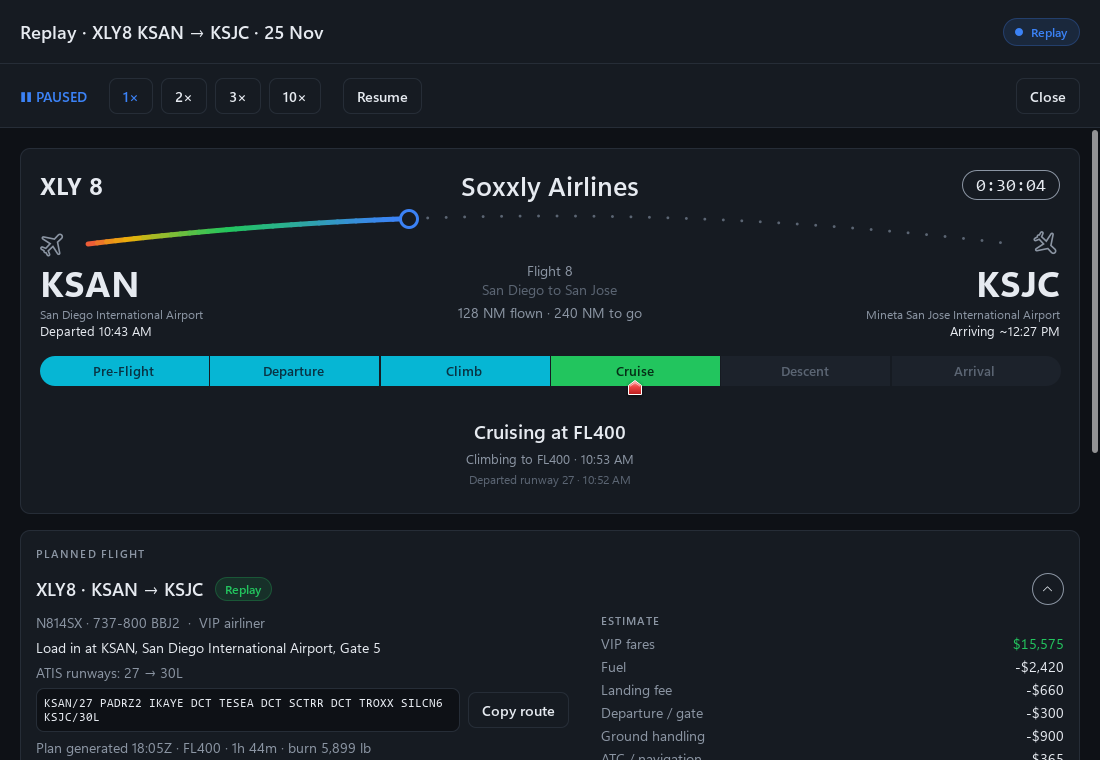 Replay · XLY8 KSAN → KSJC · 25 Nov
Replay
PAUSED
1×
2×
3×
10×
Resume
Close
XLY 8
Soxxly Airlines
0:30:04
KSAN
San Diego International Airport
Departed 10:43 AM
Flight 8
San Diego to San Jose
128 NM flown · 240 NM to go
KSJC
Mineta San Jose International Airport
Arriving ~12:27 PM
Pre-Flight
Departure
Climb
Cruise
Descent
Arrival
Cruising at FL400
Climbing to FL400 · 10:53 AM
Departed runway 27 · 10:52 AM
PLANNED FLIGHT
XLY8 · KSAN → KSJC
Replay
N814SX · 737-800 BBJ2 · VIP airliner
Load in at KSAN, San Diego International Airport, Gate 5
ATIS runways: 27 → 30L
KSAN/27 PADRZ2 IKAYE DCT TESEA DCT SCTRR DCT TROXX SILCN6
KSJC/30L
Copy route
Plan generated 18:05Z · FL400 · 1h 44m · burn 5,899 lb
ESTIMATE
VIP fares $15,575
Fuel -$2,420
Landing fee -$660
Departure / gate -$300
Ground handling -$900
ATC / navigation -$365